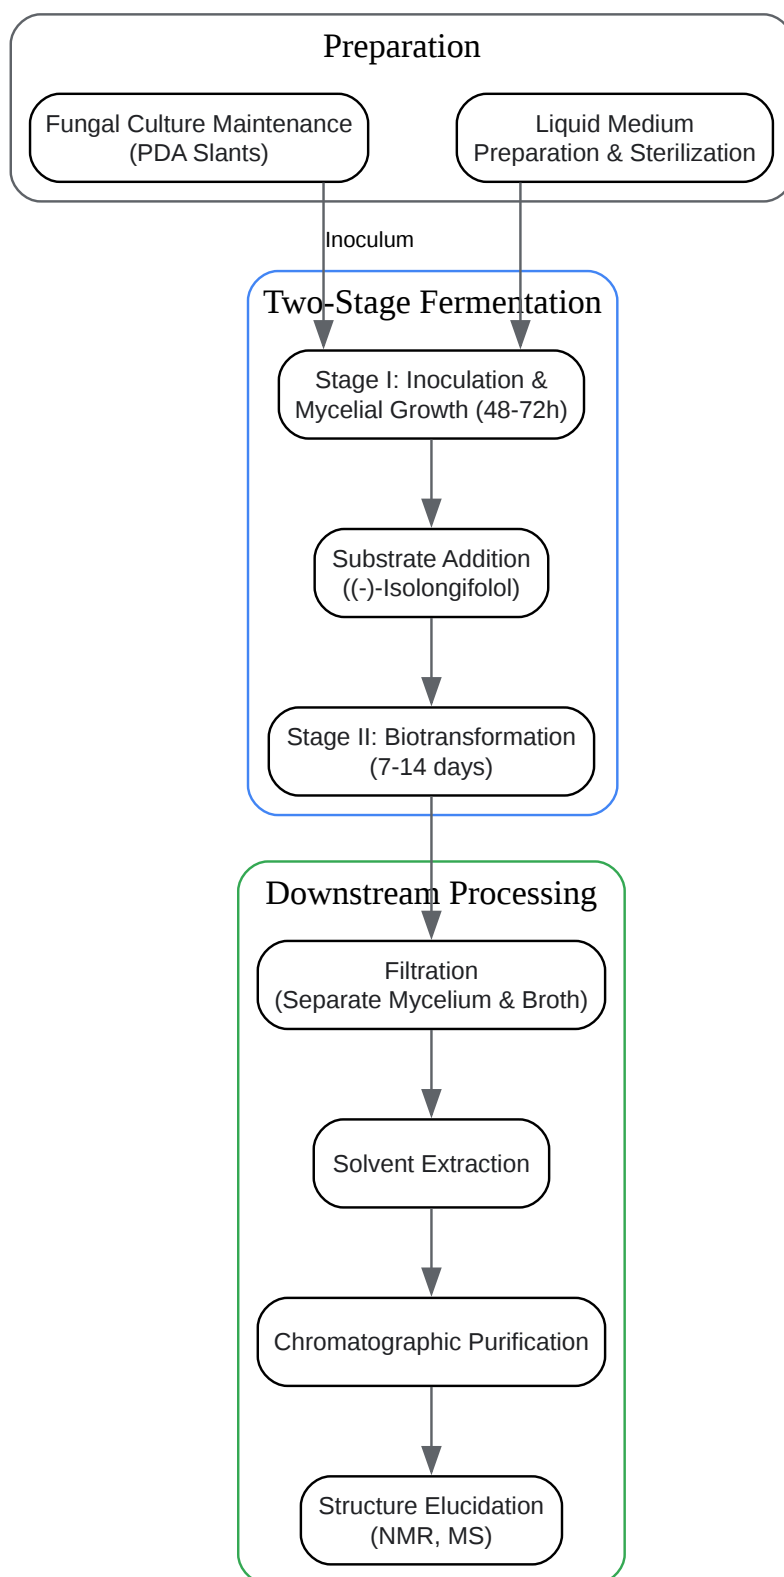 Preparation
Fungal Culture Maintenance
(PDA Slants)
Liquid Medium
Preparation & Sterilization
Inoculum
Two-Stage Fermentation
Stage I: Inoculation &
Mycelial Growth (48-72h)
Substrate Addition
((-)-Isolongifolol)
Stage II: Biotransformation
(7-14 days)
Downstream Processing
Filtration
(Separate Mycelium & Broth)
Solvent Extraction
Chromatographic Purification
Structure Elucidation
(NMR, MS)